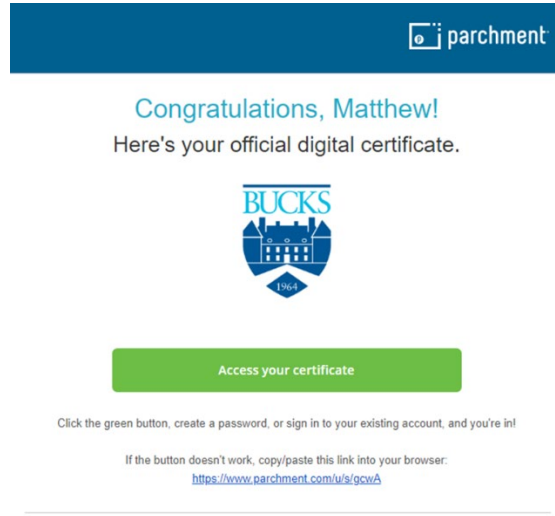 parchment
Congratulations, Matthew!
Here's your official digital certificate.
BUCKS
1964
Access your certificate
Click the green button, create a password, or sign in to your existing account, and you're in!
If the button doesn't work, copy/paste this link into your browser:
https://www.parchment.com/u/s/gcwA